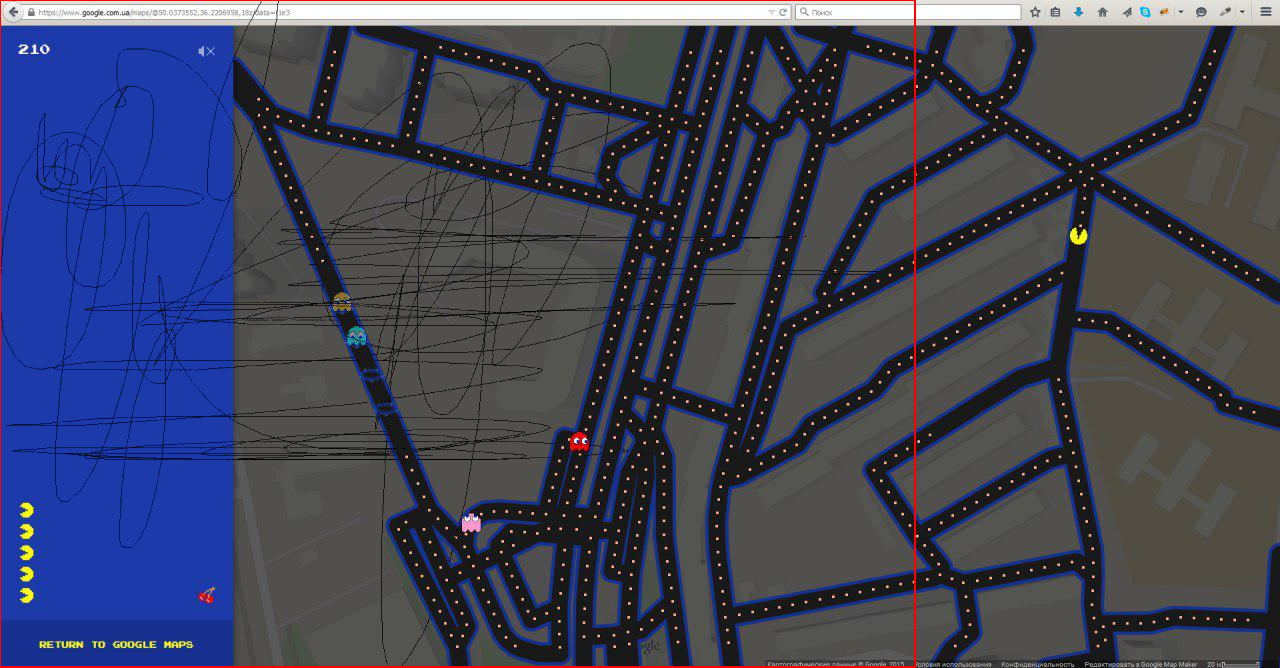 https://www.google.com.ua/maps/@50.0373552,36.2206958,18z/data=!1e3
Поиск
210
RETURN TO GOOGLE MAPS
Картографические данные © Google, 2015
Условия использования
Конфиденциальность
Редактировать в Google Map Maker
20 м